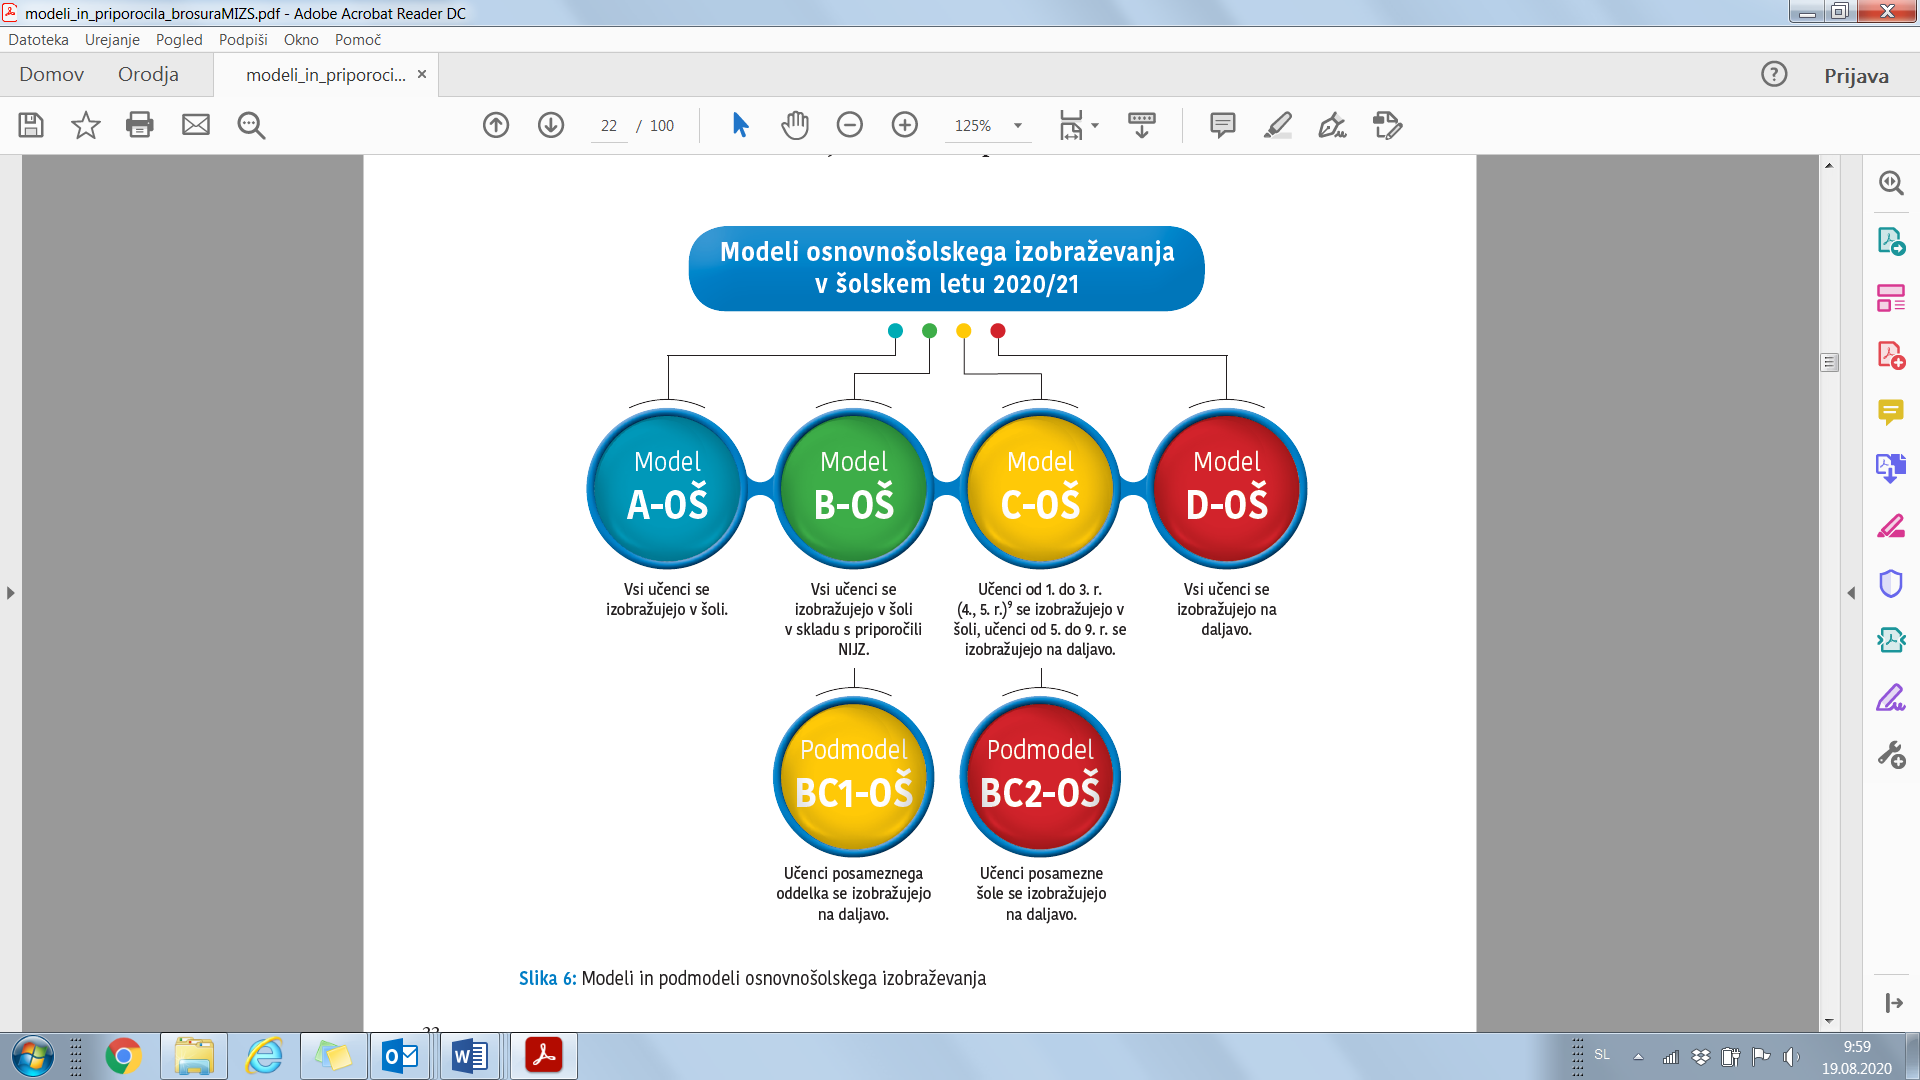 modeli_in_priporocila_brosuraMIZS.pdf - Adobe Acrobat Reader DC
Datoteka Urejanje Pogled Podpiši Okno Pomoč
Domov Orodja modeli_in_priporoci... × Prijava
22 / 100 125%
Modeli osnovnošolskega izobraževanja
v šolskem letu 2020/21
Model
A-OŠ
Vsi učenci se
izobražujejo v šoli.
Model
B-OŠ
Vsi učenci se
izobražujejo v šoli
v skladu s priporočili
NIJZ.
Model
C-OŠ
Učenci od 1. do 3. r.
(4., 5. r.)⁹ se izobražujejo v
šoli, učenci od 5. do 9. r. se
izobražujejo na daljavo.
Model
D-OŠ
Vsi učenci se
izobražujejo na
daljavo.
Podmodel
BC1-OŠ
Učenci posameznega
oddelka se izobražujejo
na daljavo.
Podmodel
BC2-OŠ
Učenci posamezne
šole se izobražujejo
na daljavo.
Slika 6: Modeli in podmodeli osnovnošolskega izobraževanja
SL
9:59
19.08.2020